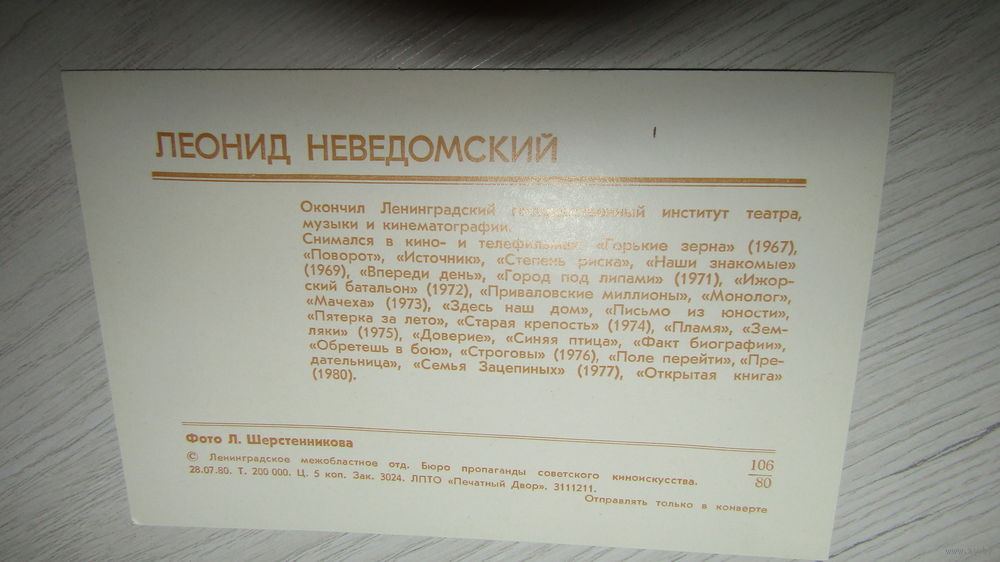 ЛЕОНИД НЕВЕДОМСКИЙ
Окончил Ленинградский государственный институт театра,
музыки и кинематографии.
Снимался в кино- и телефильмах: «Горькие зерна» (1967),
«Поворот», «Источник», «Степень риска», «Наши знакомые»
(1969), «Впереди день», «Город под липами» (1971), «Ижор-
ский батальон» (1972), «Приваловские миллионы», «Монолог»,
«Мачеха» (1973), «Здесь наш дом», «Письмо из юности»,
«Пятерка за лето», «Старая крепость» (1974), «Пламя», «Зем-
ляки» (1975), «Доверие», «Синяя птица», «Факт биографии»,
«Обретешь в бою», «Строговы» (1976), «Поле перейти», «Пре-
дательница», «Семья Зацепиных» (1977), «Открытая книга»
(1980).
Фото Л. Шерстенникова
© Ленинградское межобластное отд. Бюро пропаганды советского киноискусства.
28.07.80. Т. 200 000. Ц. 5 коп. Зак. 3024. ЛПТО «Печатный Двор». 3111211.
106
80
Отправлять только в конверте